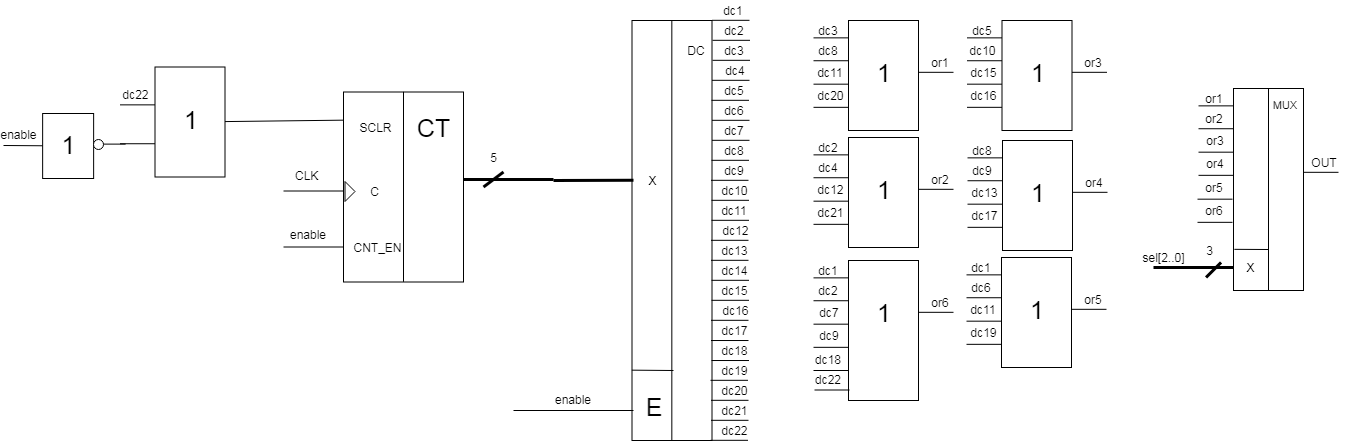 enable
1
dc22
1
SCLR
CT
CLK
C
enable
CNT_EN
5
X
DC
enable
E
dc1
dc2
dc3
dc4
dc5
dc6
dc7
dc8
dc9
dc10
dc11
dc12
dc13
dc14
dc15
dc16
dc17
dc18
dc19
dc20
dc21
dc22
dc3
dc8
dc11
dc20
1
or1
dc5
dc10
dc15
dc16
1
or3
dc2
dc4
dc12
dc21
1
or2
dc8
dc9
dc13
dc17
1
or4
dc1
dc2
dc7
dc9
dc18
dc22
1
or6
dc1
dc6
dc11
dc19
1
or5
or1
or2
or3
or4
or5
or6
MUX
OUT
sel[2..0]
3
X